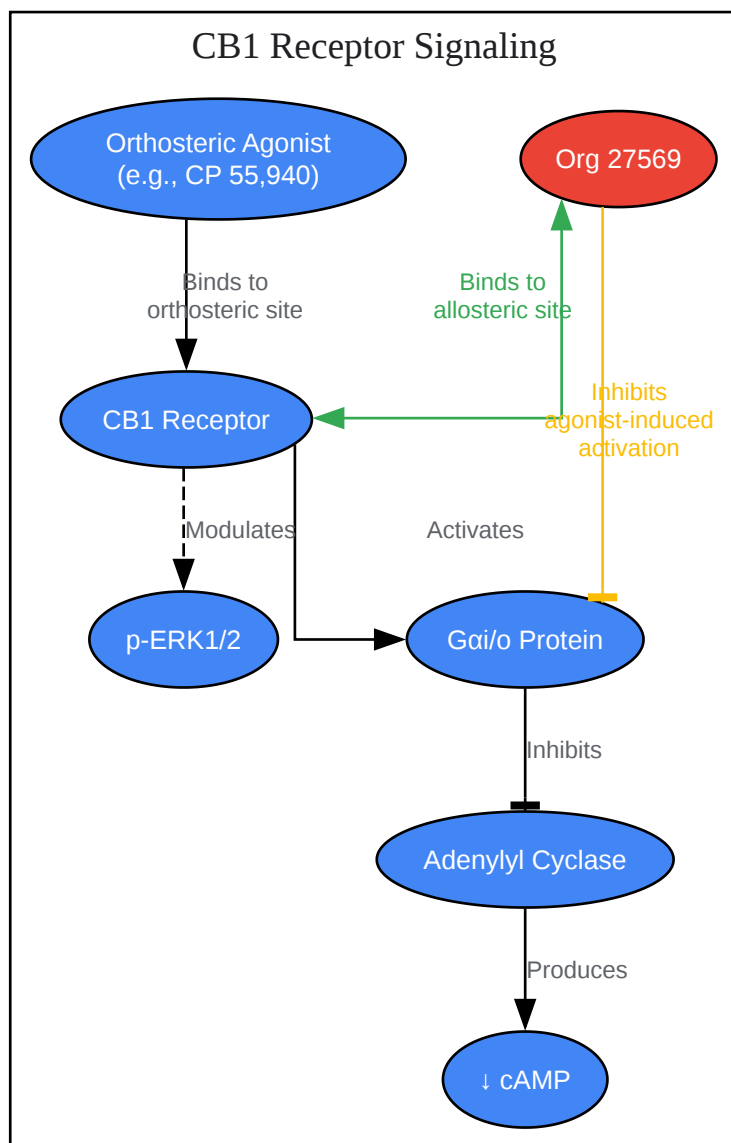 CB1 Receptor Signaling
Orthosteric Agonist
(e.g., CP 55,940)
Org 27569
Binds to
orthosteric site
Binds to
allosteric site
Inhibits
agonist-induced
activation
CB1 Receptor
Modulates
Activates
p-ERK1/2
Gαi/o Protein
Inhibits
Adenylyl Cyclase
Produces
↓ cAMP